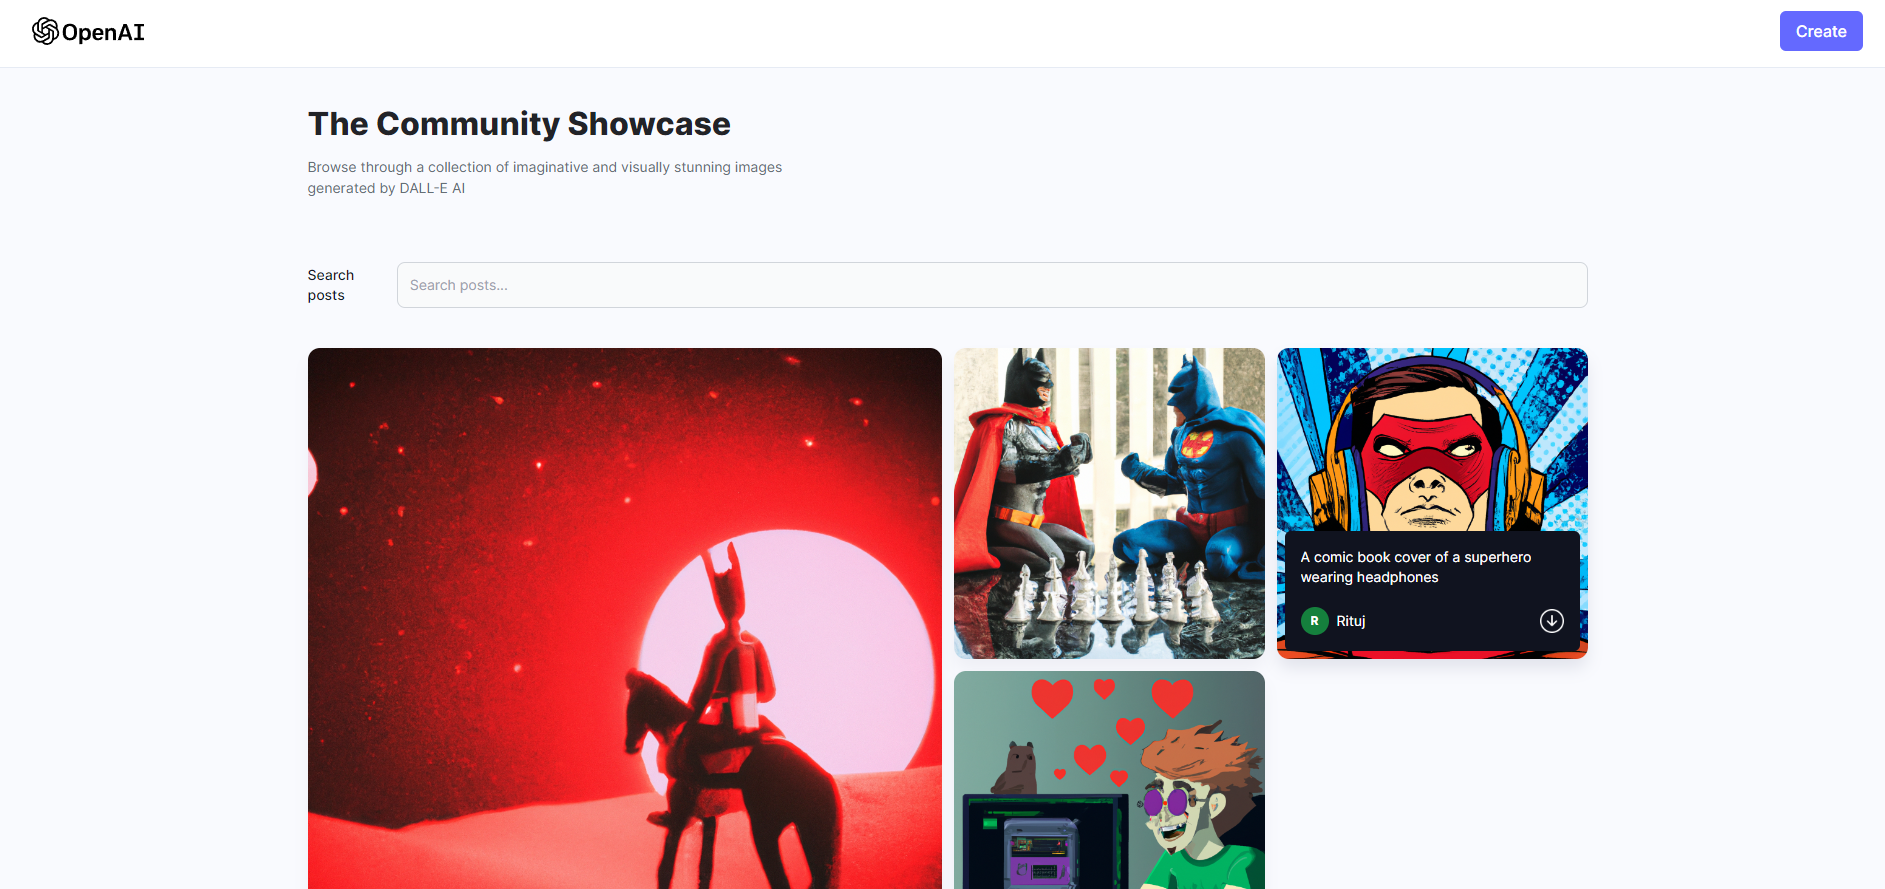 OpenAI
Create
The Community Showcase
Browse through a collection of imaginative and visually stunning images
generated by DALL-E AI
Search
posts
Search posts...
A comic book cover of a superhero
wearing headphones
R
Rituj